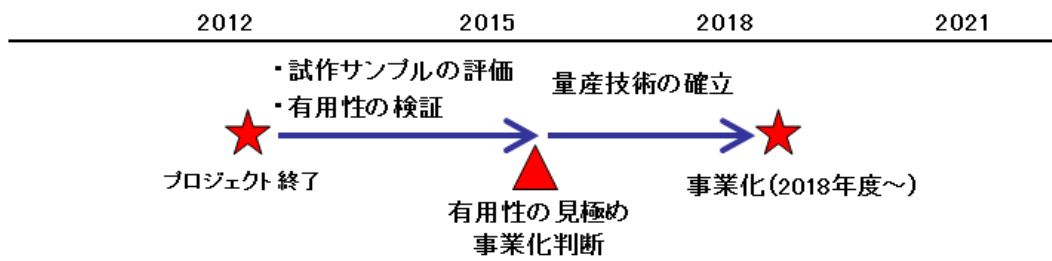 2012 2015 2018 2021
・試作サンプルの評価
・有用性の検証
量産技術の確立
プロジェクト終了
事業化(2018年度～)
有用性の見極め
事業化判断